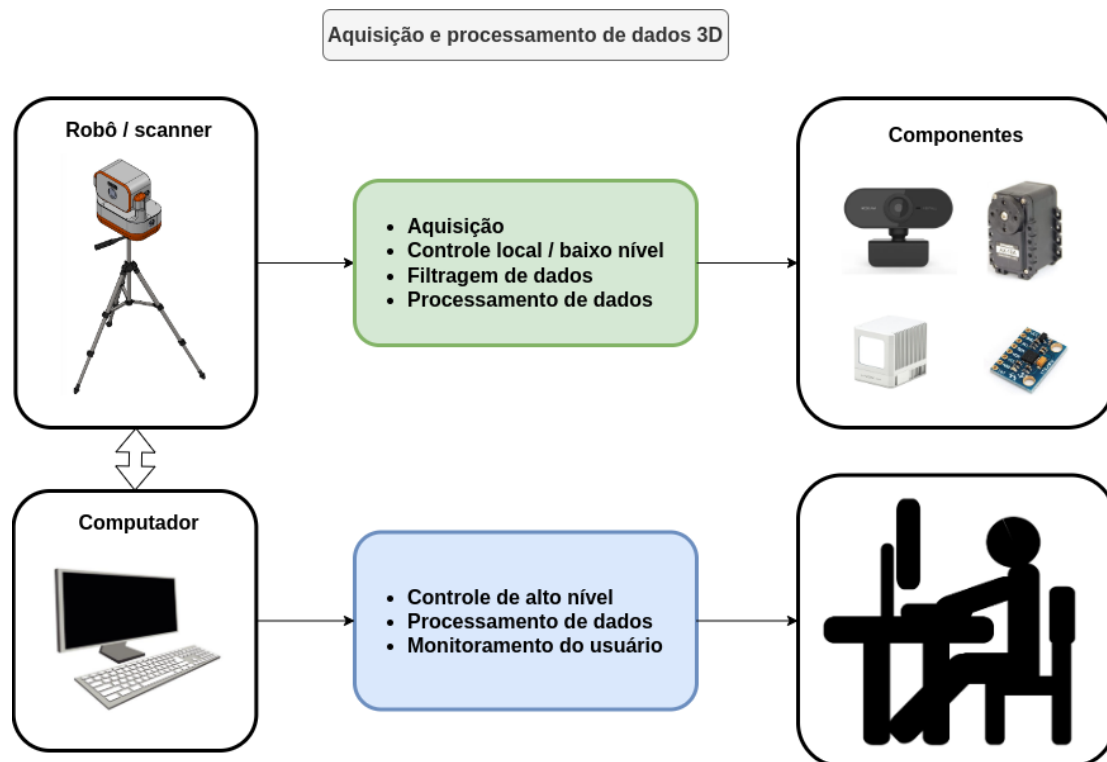 Aquisição e processamento de dados 3D
Robô / scanner
Componentes
• Aquisição
• Controle local / baixo nível
• Filtragem de dados
• Processamento de dados
Computador
• Controle de alto nível
• Processamento de dados
• Monitoramento do usuário